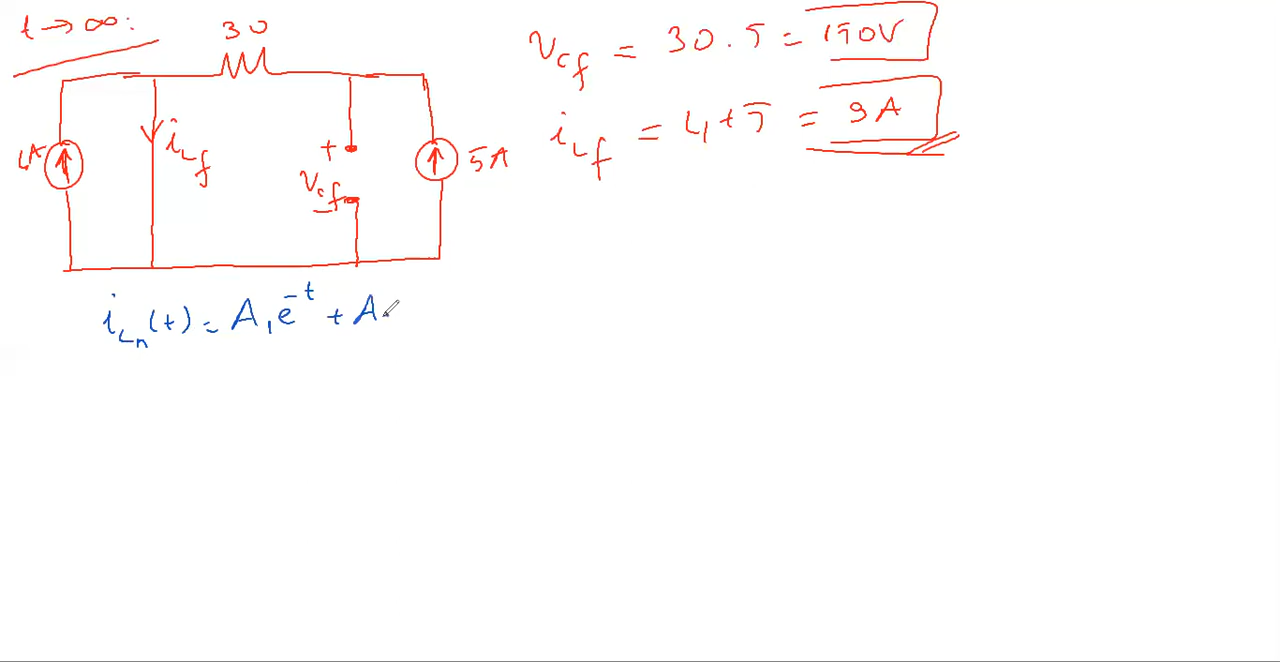 t → ∞:
30
4A
i_Lf
+
V_cf
−
5A
V_cf = 30.5 = 150V
i_Lf = 4+5 = 9A
i_Ln(t) = A₁e^-t + A